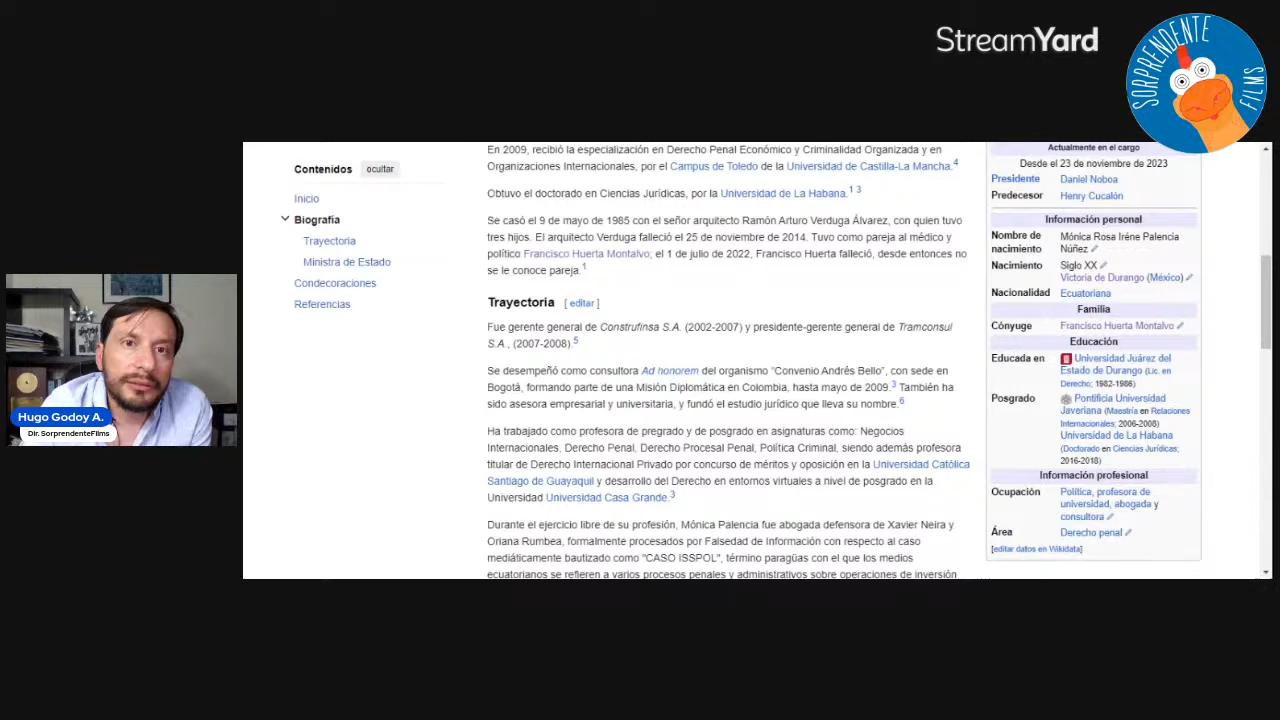 StreamYard
SORPRENDENTE
FILMS
Contenidos ocultar
Inicio
Biografía
Trayectoria
Ministra de Estado
Condecoraciones
Referencias
En 2009, recibió la especialización en Derecho Penal Económico y Criminalidad Organizada y en
Organizaciones Internacionales, por el Campus de Toledo de la Universidad de Castilla-La Mancha.4
Obtuvo el doctorado en Ciencias Jurídicas, por la Universidad de La Habana.1 3
Se casó el 9 de mayo de 1985 con el señor arquitecto Ramón Arturo Verduga Álvarez, con quien tuvo
tres hijos. El arquitecto Verduga falleció el 25 de noviembre de 2014. Tuvo como pareja al médico y
político Francisco Huerta Montalvo; el 1 de julio de 2022, Francisco Huerta falleció, desde entonces no
se le conoce pareja.1
Trayectoria [ editar ]
Fue gerente general de Construfinsa S.A. (2002-2007) y presidente-gerente general de Tramconsul
S.A., (2007-2008).5
Se desempeñó como consultora Ad honorem del organismo "Convenio Andrés Bello", con sede en
Bogotá, formando parte de una Misión Diplomática en Colombia, hasta mayo de 2009.3 También ha
sido asesora empresarial y universitaria, y fundó el estudio jurídico que lleva su nombre.6
Ha trabajado como profesora de pregrado y de posgrado en asignaturas como: Negocios
Internacionales, Derecho Penal, Derecho Procesal Penal, Política Criminal, siendo además profesora
titular de Derecho Internacional Privado por concurso de méritos y oposición en la Universidad Católica
Santiago de Guayaquil y desarrollo del Derecho en entornos virtuales a nivel de posgrado en la
Universidad Universidad Casa Grande.3
Durante el ejercicio libre de su profesión, Mónica Palencia fue abogada defensora de Xavier Neira y
Oriana Rumbea, formalmente procesados por Falsedad de Información con respecto al caso
mediáticamente bautizado como "CASO ISSPOL", término paragüas con el que los medios
ecuatorianos se refieren a varios procesos penales y administrativos sobre operaciones de inversión
Actualmente en el cargo
Desde el 23 de noviembre de 2023
Presidente Daniel Noboa
Predecesor Henry Cucalón
Información personal
Nombre de Mónica Rosa Iréne Palencia
nacimiento Núñez
Nacimiento Siglo XX
Victoria de Durango (México)
Nacionalidad Ecuatoriana
Familia
Cónyuge Francisco Huerta Montalvo
Educación
Educada en Universidad Juárez del
Estado de Durango (Lic. en
Derecho; 1982-1986)
Posgrado Pontificia Universidad
Javeriana (Maestría en Relaciones
Internacionales; 2006-2008)
Universidad de La Habana
(Doctorado en Ciencias Jurídicas;
2016-2018)
Información profesional
Ocupación Política, profesora de
universidad, abogada y
consultora
Área Derecho penal
[editar datos en Wikidata]
Hugo Godoy A.
Dir. SorprendenteFilms